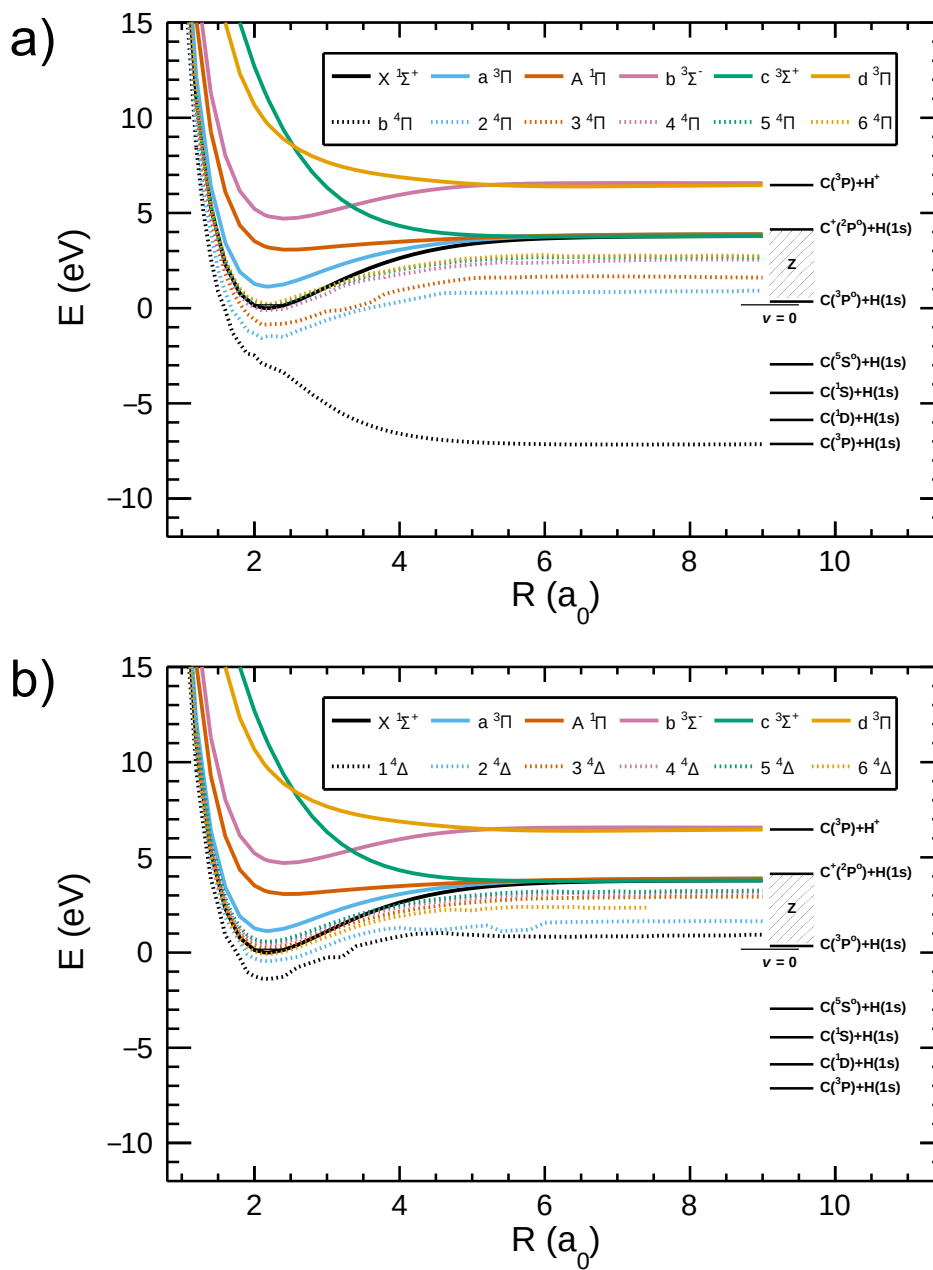 a)
15
10
5
0
−5
−10
E (eV)
X ¹Σ⁺ a ³Π A ¹Π b ³Σ⁻ c ³Σ⁺ d ³Π
b ⁴Π 2 ⁴Π 3 ⁴Π 4 ⁴Π 5 ⁴Π 6 ⁴Π
C(³P)+H⁺
C⁺(²Pᵒ)+H(1s)
Z
C(³Pᵒ)+H(1s)
v = 0
C(⁵Sᵒ)+H(1s)
C(¹S)+H(1s)
C(¹D)+H(1s)
C(³P)+H(1s)
2 4 6 8 10
R (a₀)
b)
15
10
5
0
−5
−10
E (eV)
X ¹Σ⁺ a ³Π A ¹Π b ³Σ⁻ c ³Σ⁺ d ³Π
1 ⁴Δ 2 ⁴Δ 3 ⁴Δ 4 ⁴Δ 5 ⁴Δ 6 ⁴Δ
C(³P)+H⁺
C⁺(²Pᵒ)+H(1s)
Z
C(³Pᵒ)+H(1s)
v = 0
C(⁵Sᵒ)+H(1s)
C(¹S)+H(1s)
C(¹D)+H(1s)
C(³P)+H(1s)
2 4 6 8 10
R (a₀)